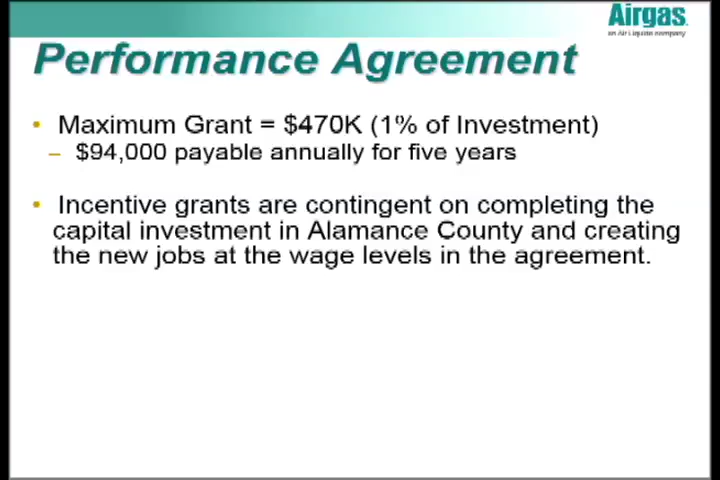 Airgas
an Air Liquide company
Performance Agreement
• Maximum Grant = $470K (1% of Investment)
– $94,000 payable annually for five years
• Incentive grants are contingent on completing the
capital investment in Alamance County and creating
the new jobs at the wage levels in the agreement.